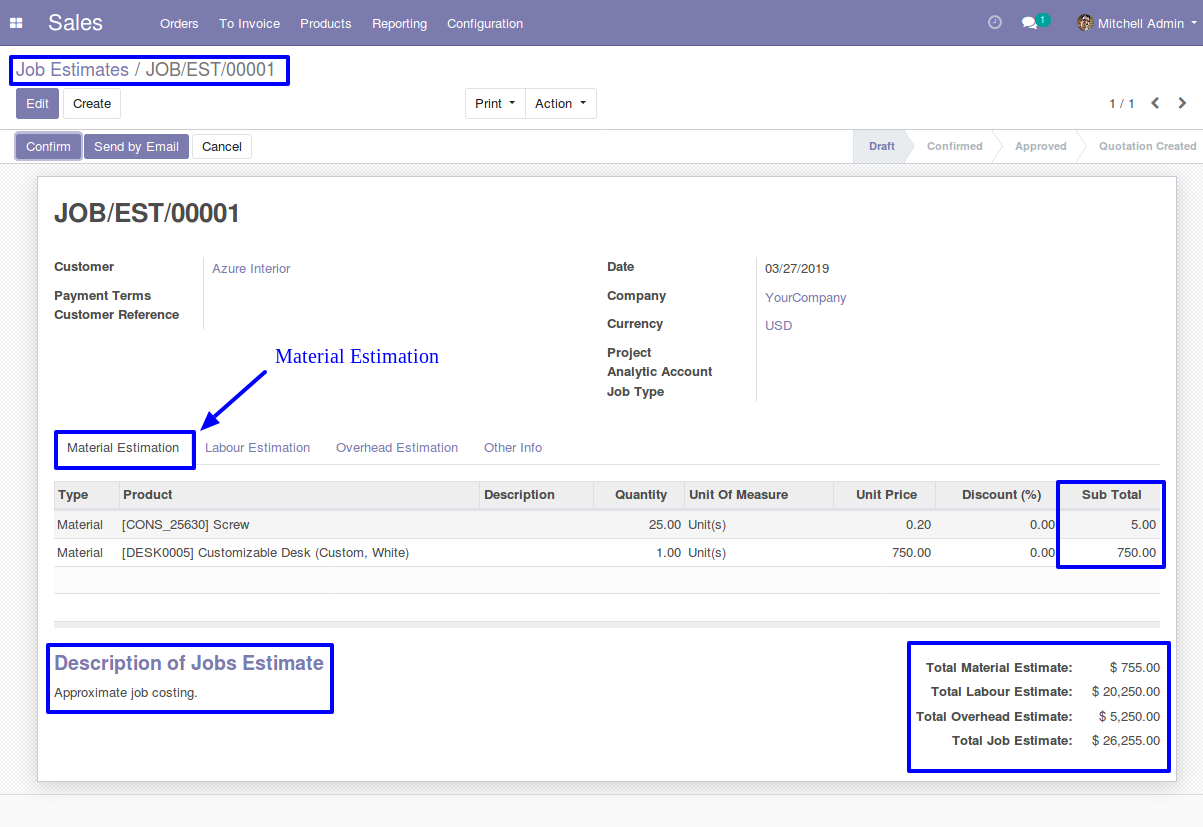 Sales Orders To Invoice Products Reporting Configuration 1 Mitchell Admin
Job Estimates / JOB/EST/00001
Edit Create Print Action 1 / 1
Confirm Send by Email Cancel Draft Confirmed Approved Quotation Created
JOB/EST/00001
Customer Azure Interior
Payment Terms
Customer Reference
Date 03/27/2019
Company YourCompany
Currency USD
Project
Analytic Account
Job Type
Material Estimation
Material Estimation Labour Estimation Overhead Estimation Other Info
Type Product Description Quantity Unit Of Measure Unit Price Discount (%) Sub Total
Material [CONS_25630] Screw 25.00 Unit(s) 0.20 0.00 5.00
Material [DESK0005] Customizable Desk (Custom, White) 1.00 Unit(s) 750.00 0.00 750.00
Description of Jobs Estimate
Approximate job costing.
Total Material Estimate: $ 755.00
Total Labour Estimate: $ 20,250.00
Total Overhead Estimate: $ 5,250.00
Total Job Estimate: $ 26,255.00